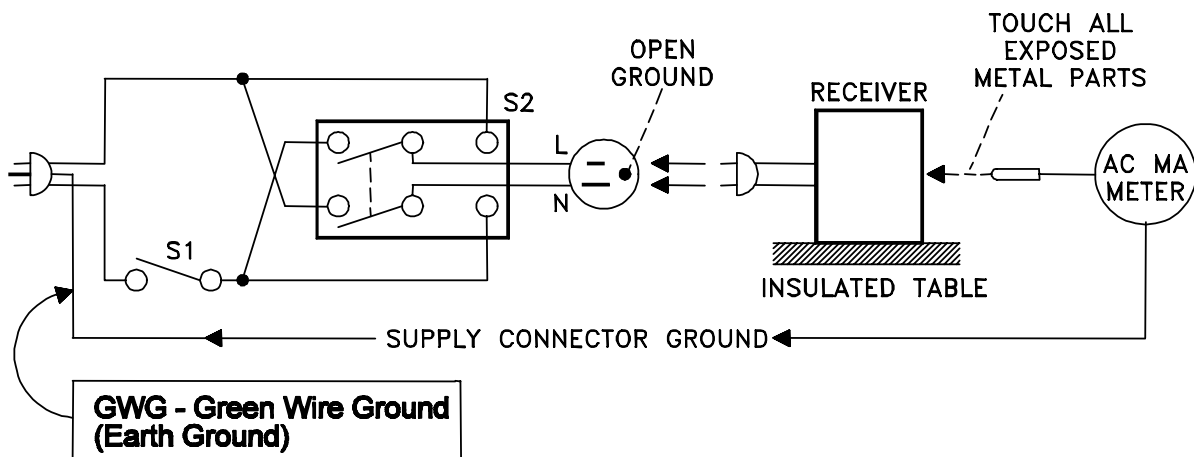 TOUCH ALL
EXPOSED
METAL PARTS
OPEN
GROUND
RECEIVER
S2
L
N
AC MA
METER
S1
INSULATED TABLE
SUPPLY CONNECTOR GROUND
GWG - Green Wire Ground
(Earth Ground)